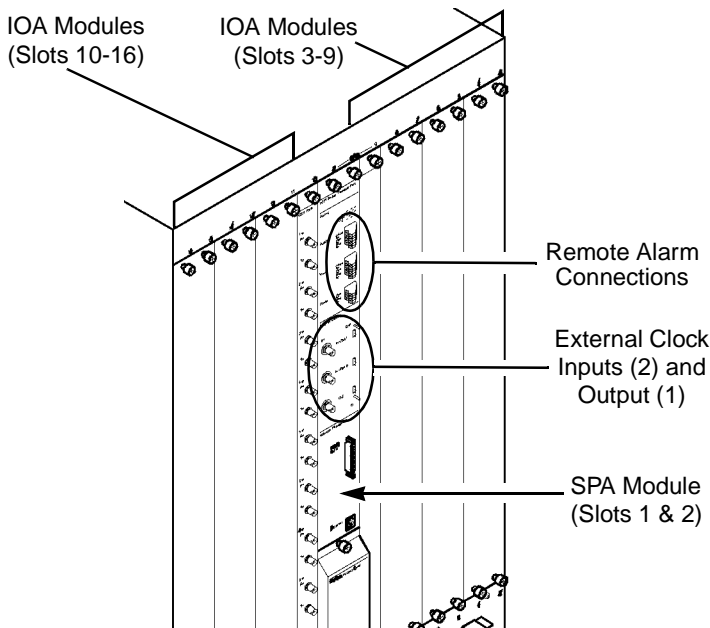 IOA Modules
(Slots 10-16)
IOA Modules
(Slots 3-9)
Remote Alarm
Connections
External Clock
Inputs (2) and
Output (1)
SPA Module
(Slots 1 & 2)